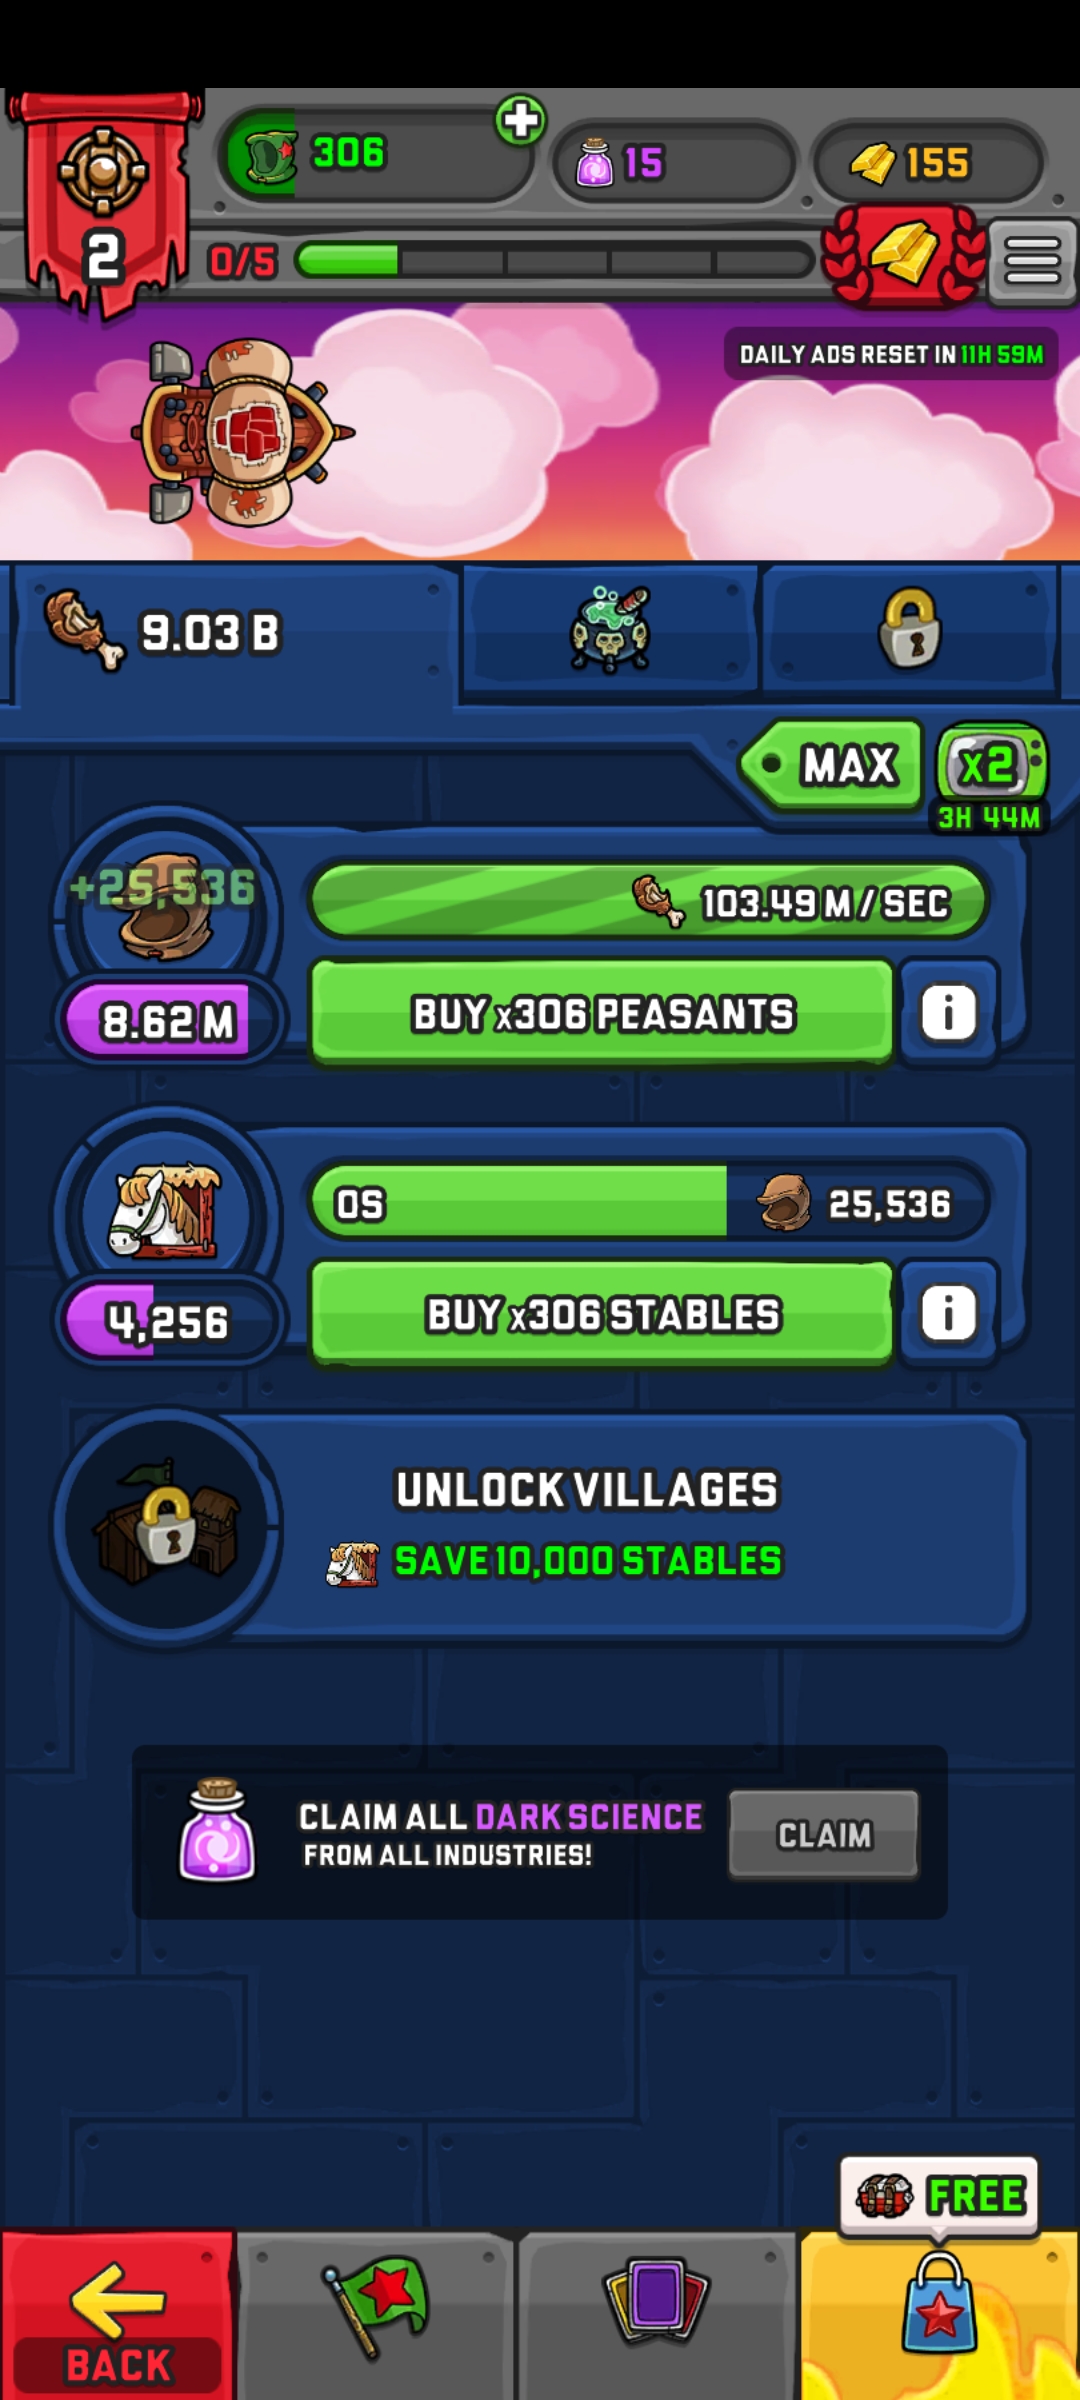 306
15
155
2
0/5
DAILY ADS RESET IN 11H 59M
9.03 B
MAX
x2
3H 44M
+25,536
103.49 M / SEC
8.62 M
BUY x306 PEASANTS
i
0S
25,536
4,256
BUY x306 STABLES
i
UNLOCK VILLAGES
SAVE 10,000 STABLES
CLAIM ALL DARK SCIENCE
FROM ALL INDUSTRIES!
CLAIM
FREE
BACK